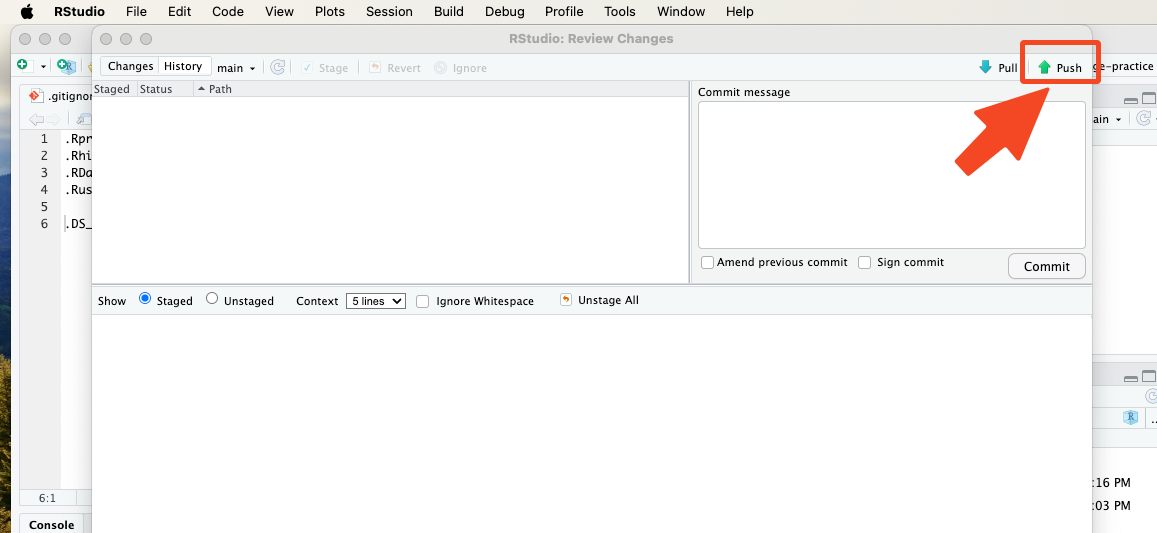 RStudio File Edit Code View Plots Session Build Debug Profile Tools Window Help
RStudio: Review Changes
Changes History main Stage Revert Ignore Pull Push
ge-practice
Staged Status Path
Commit message
.gitignor
ain
1 .Rpr
2 .Rhi
3 .RDa
4 .Rus
5
6 .DS_
Amend previous commit Sign commit
Commit
Show Staged Unstaged Context 5 lines Ignore Whitespace Unstage All
R
..
:16 PM
6:1
:03 PM
Console